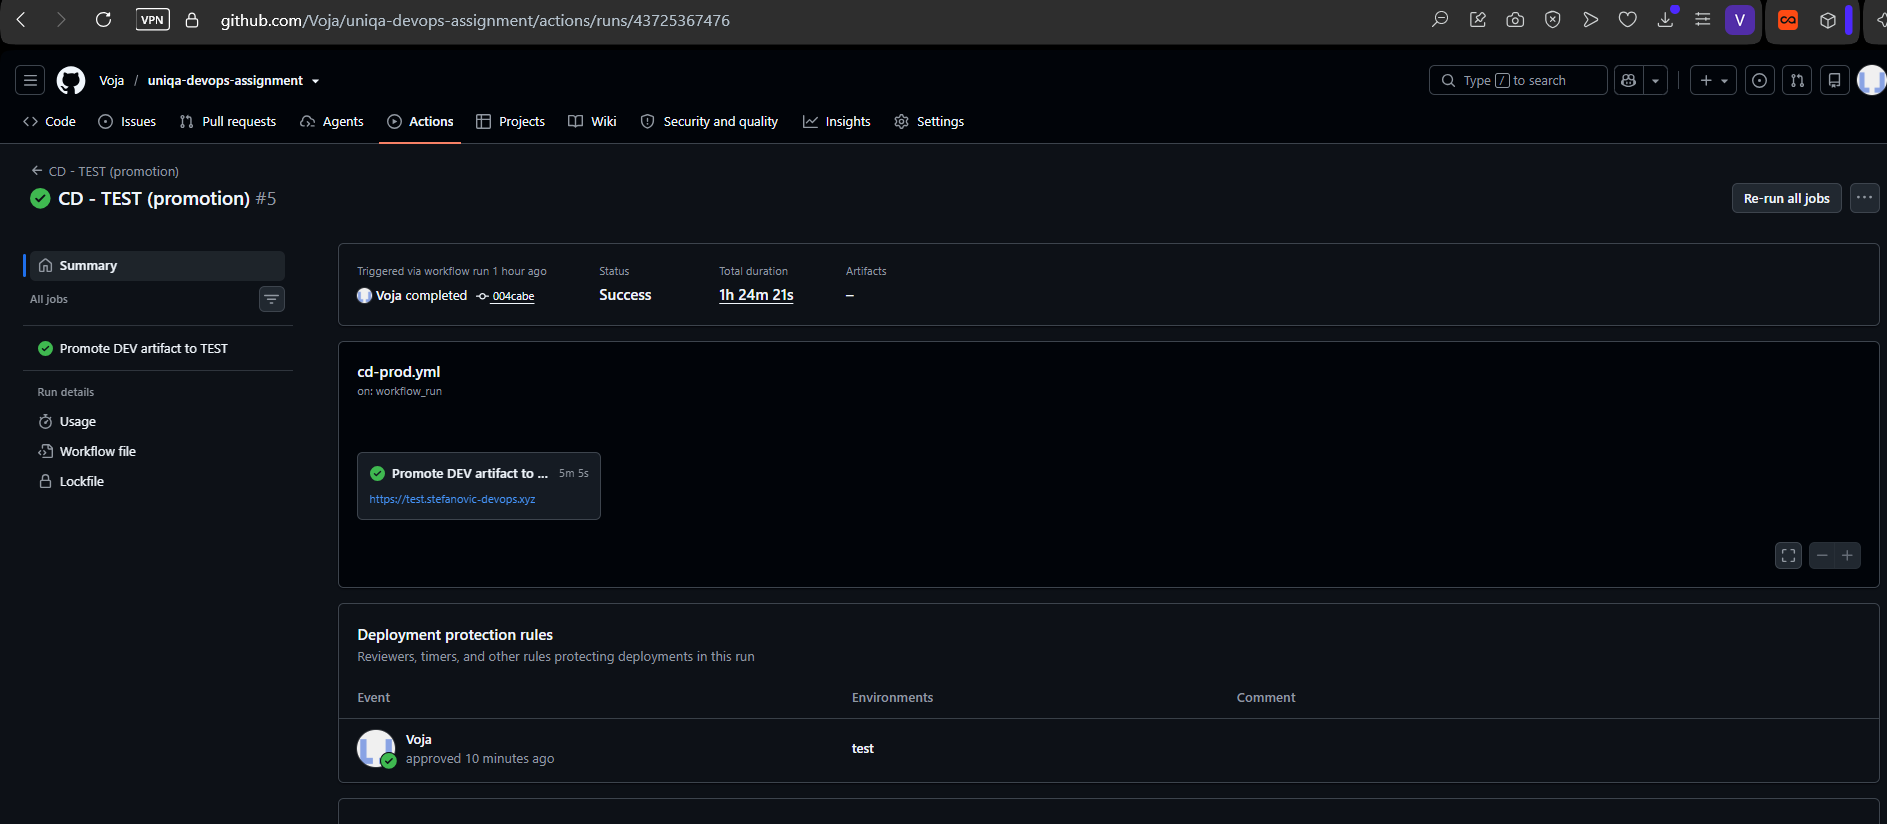 VPN github.com/Voja/uniqa-devops-assignment/actions/runs/43725367476 V
Voja / uniqa-devops-assignment Type / to search
Code Issues Pull requests Agents Actions Projects Wiki Security and quality Insights Settings
CD - TEST (promotion)
CD - TEST (promotion) #5 Re-run all jobs
Summary
All jobs
Promote DEV artifact to TEST
Run details
Usage
Workflow file
Lockfile
Triggered via workflow run 1 hour ago Status Total duration Artifacts
Voja completed 004cabe Success 1h 24m 21s –
cd-prod.yml
on: workflow_run
Promote DEV artifact to ... 5m 5s
https://test.stefanovic-devops.xyz
Deployment protection rules
Reviewers, timers, and other rules protecting deployments in this run
Event Environments Comment
Voja
approved 10 minutes ago test